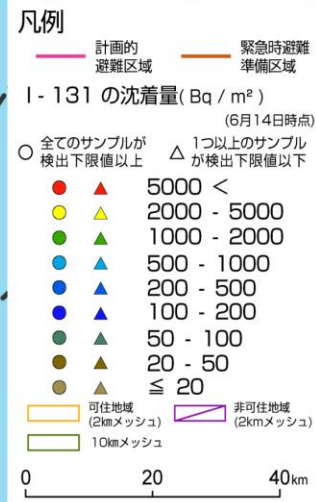 凡例
計画的
避難区域
緊急時避難
準備区域
I - 131 の沈着量( Bq / m² )
(6月14日時点)
○ 全てのサンプルが
検出下限値以上
△ 1つ以上のサンプル
が検出下限値以下
5000 <
2000 - 5000
1000 - 2000
500 - 1000
200 - 500
100 - 200
50 - 100
20 - 50
≦ 20
可住地域
(2㎞メッシュ)
非可住地域
(2kmメッシュ)
10㎞メッシュ
0 20 40km